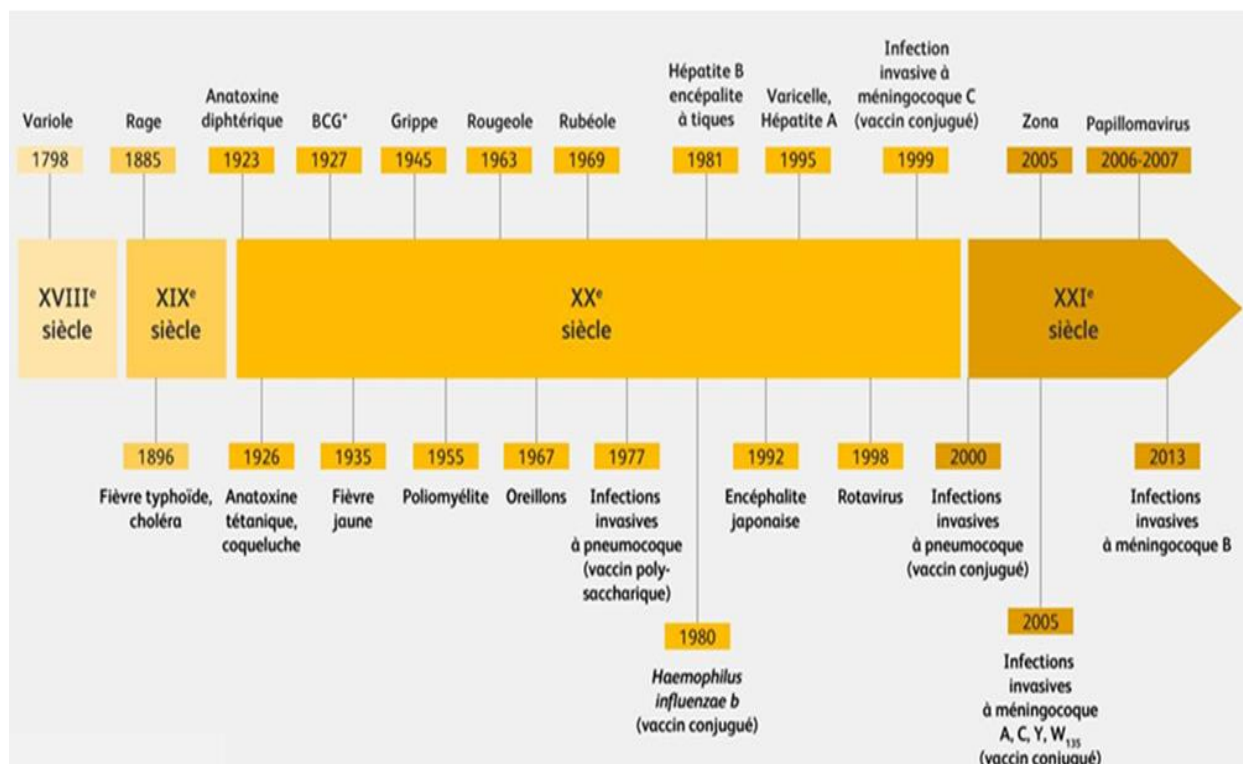 Variole
1798
Rage
1885
Anatoxine
diphtérique
1923
BCG*
1927
Grippe
1945
Rougeole
1963
Rubéole
1969
Hépatite B
encépalite
à tiques
1981
Varicelle,
Hépatite A
1995
Infection
invasive à
méningocoque C
(vaccin conjugué)
1999
Zona
2005
Papillomavirus
2006-2007
XVIIIe
siècle
XIXe
siècle
XXe
siècle
XXIe
siècle
1896
Fièvre typhoïde,
choléra
1926
Anatoxine
tétanique,
coqueluche
1935
Fièvre
jaune
1955
Poliomyélite
1967
Oreillons
1977
Infections
invasives
à pneumocoque
(vaccin poly-
saccharique)
1980
Haemophilus
influenzae b
(vaccin conjugué)
1992
Encéphalite
japonaise
1998
Rotavirus
2000
Infections
invasives
à pneumocoque
(vaccin conjugué)
2005
Infections
invasives
à méningocoque
A, C, Y, W135
(vaccin conjugué)
2013
Infections
invasives
à méningocoque B